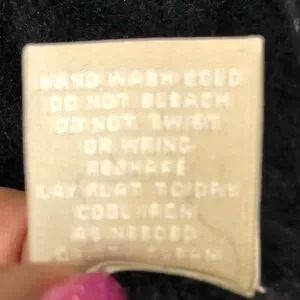 HAND WASH COLD
DO NOT BLEACH
DO NOT TWIST
OR WRING
RESHAPE
LAY FLAT TO DRY
COOL IRON
AS NEEDED
CLEAN